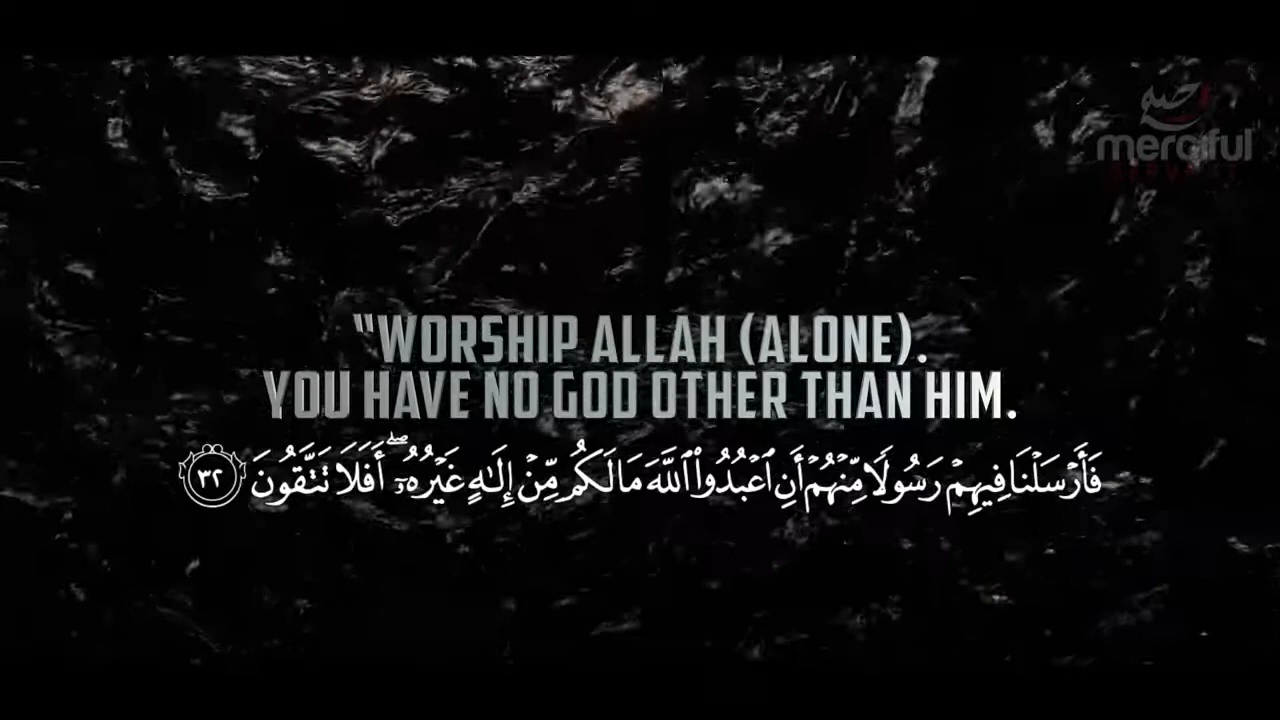 merciful
"WORSHIP ALLAH (ALONE).
YOU HAVE NO GOD OTHER THAN HIM.
فَأَرْسَلْنَا فِيهِمْ رَسُولًا مِّنْهُمْ أَنِ ٱعْبُدُوا۟ ٱللَّهَ مَا لَكُم مِّنْ إِلَـٰهٍ غَيْرُهُۥٓ ۖ أَفَلَا تَتَّقُونَ ٣٢